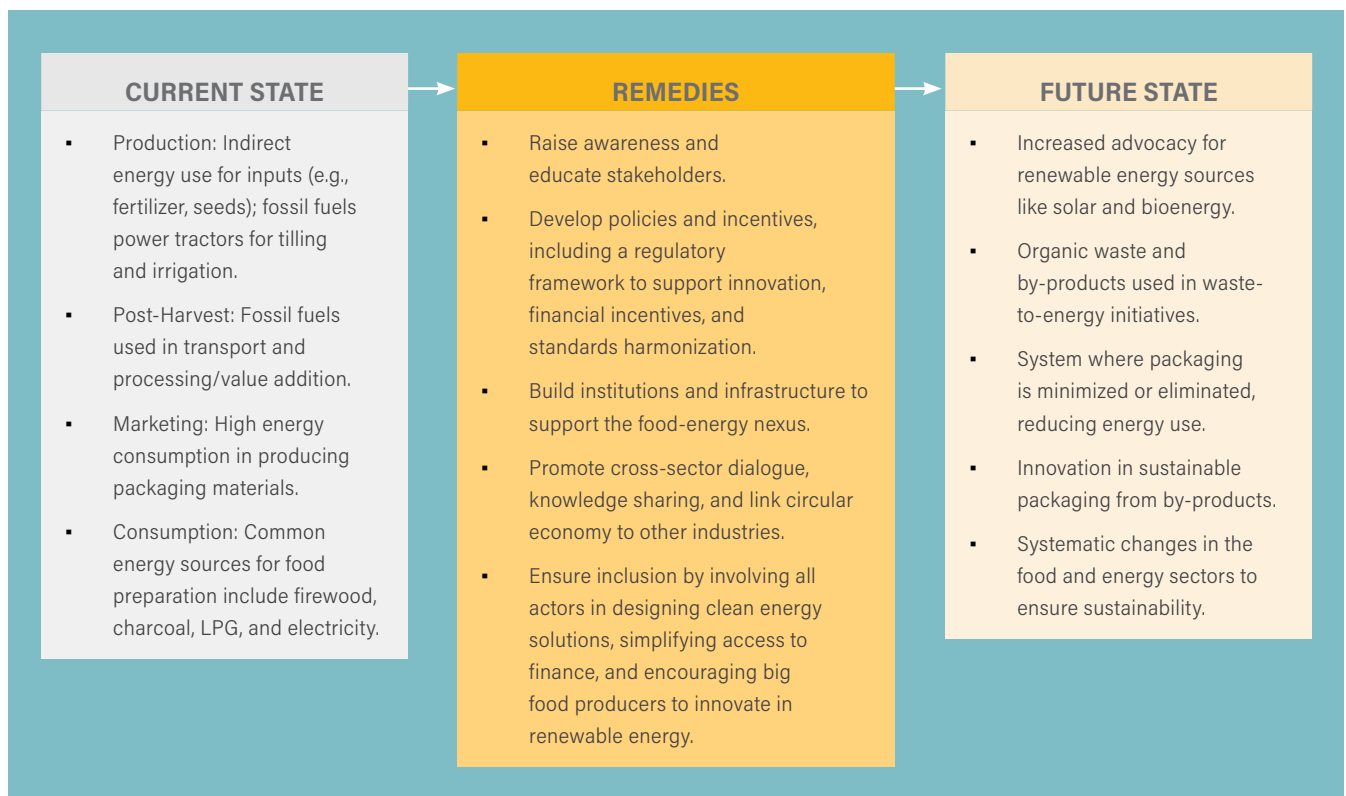 CURRENT STATE
▪ Production: Indirect
energy use for inputs (e.g.,
fertilizer, seeds); fossil fuels
power tractors for tilling
and irrigation.
▪ Post-Harvest: Fossil fuels
used in transport and
processing/value addition.
▪ Marketing: High energy
consumption in producing
packaging materials.
▪ Consumption: Common
energy sources for food
preparation include firewood,
charcoal, LPG, and electricity.
REMEDIES
▪ Raise awareness and
educate stakeholders.
▪ Develop policies and incentives,
including a regulatory
framework to support innovation,
financial incentives, and
standards harmonization.
▪ Build institutions and infrastructure to
support the food-energy nexus.
▪ Promote cross-sector dialogue,
knowledge sharing, and link circular
economy to other industries.
▪ Ensure inclusion by involving all
actors in designing clean energy
solutions, simplifying access to
finance, and encouraging big
food producers to innovate in
renewable energy.
FUTURE STATE
▪ Increased advocacy for
renewable energy sources
like solar and bioenergy.
▪ Organic waste and
by-products used in waste-
to-energy initiatives.
▪ System where packaging
is minimized or eliminated,
reducing energy use.
▪ Innovation in sustainable
packaging from by-products.
▪ Systematic changes in the
food and energy sectors to
ensure sustainability.